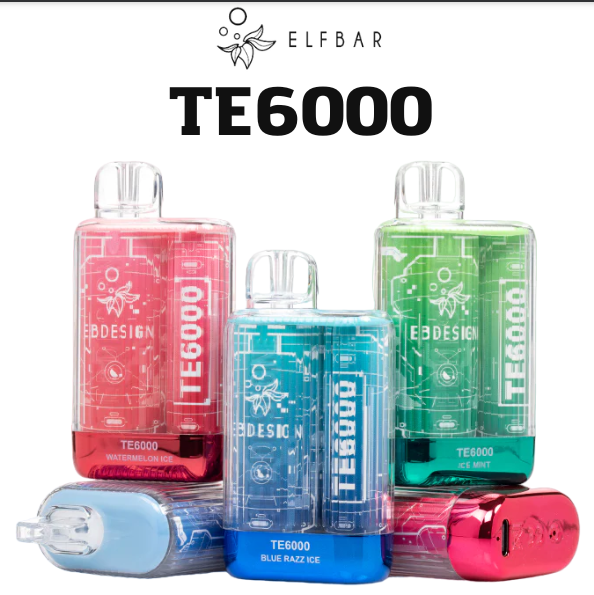 ELFBAR
TE6000
EBDESIGN
TE6000
TE6000
WATERMELON ICE
EBDESIGN
TE6000
TE6000
BLUE RAZZ ICE
EBDESIGN
TE6000
TE6000
ICE MINT